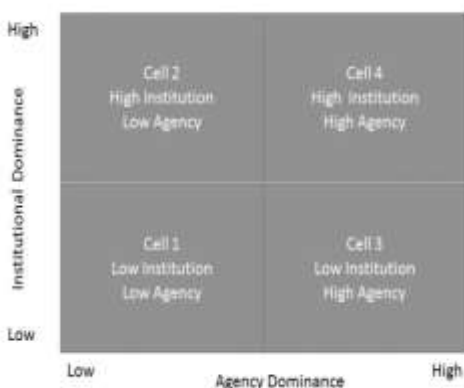 High
Institutional Dominance
Low
Cell 2
High Institution
Low Agency
Cell 4
High Institution
High Agency
Cell 1
Low Institution
Low Agency
Cell 3
Low Institution
High Agency
Low
Agency Dominance
High